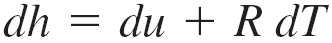 dh = du + R dT